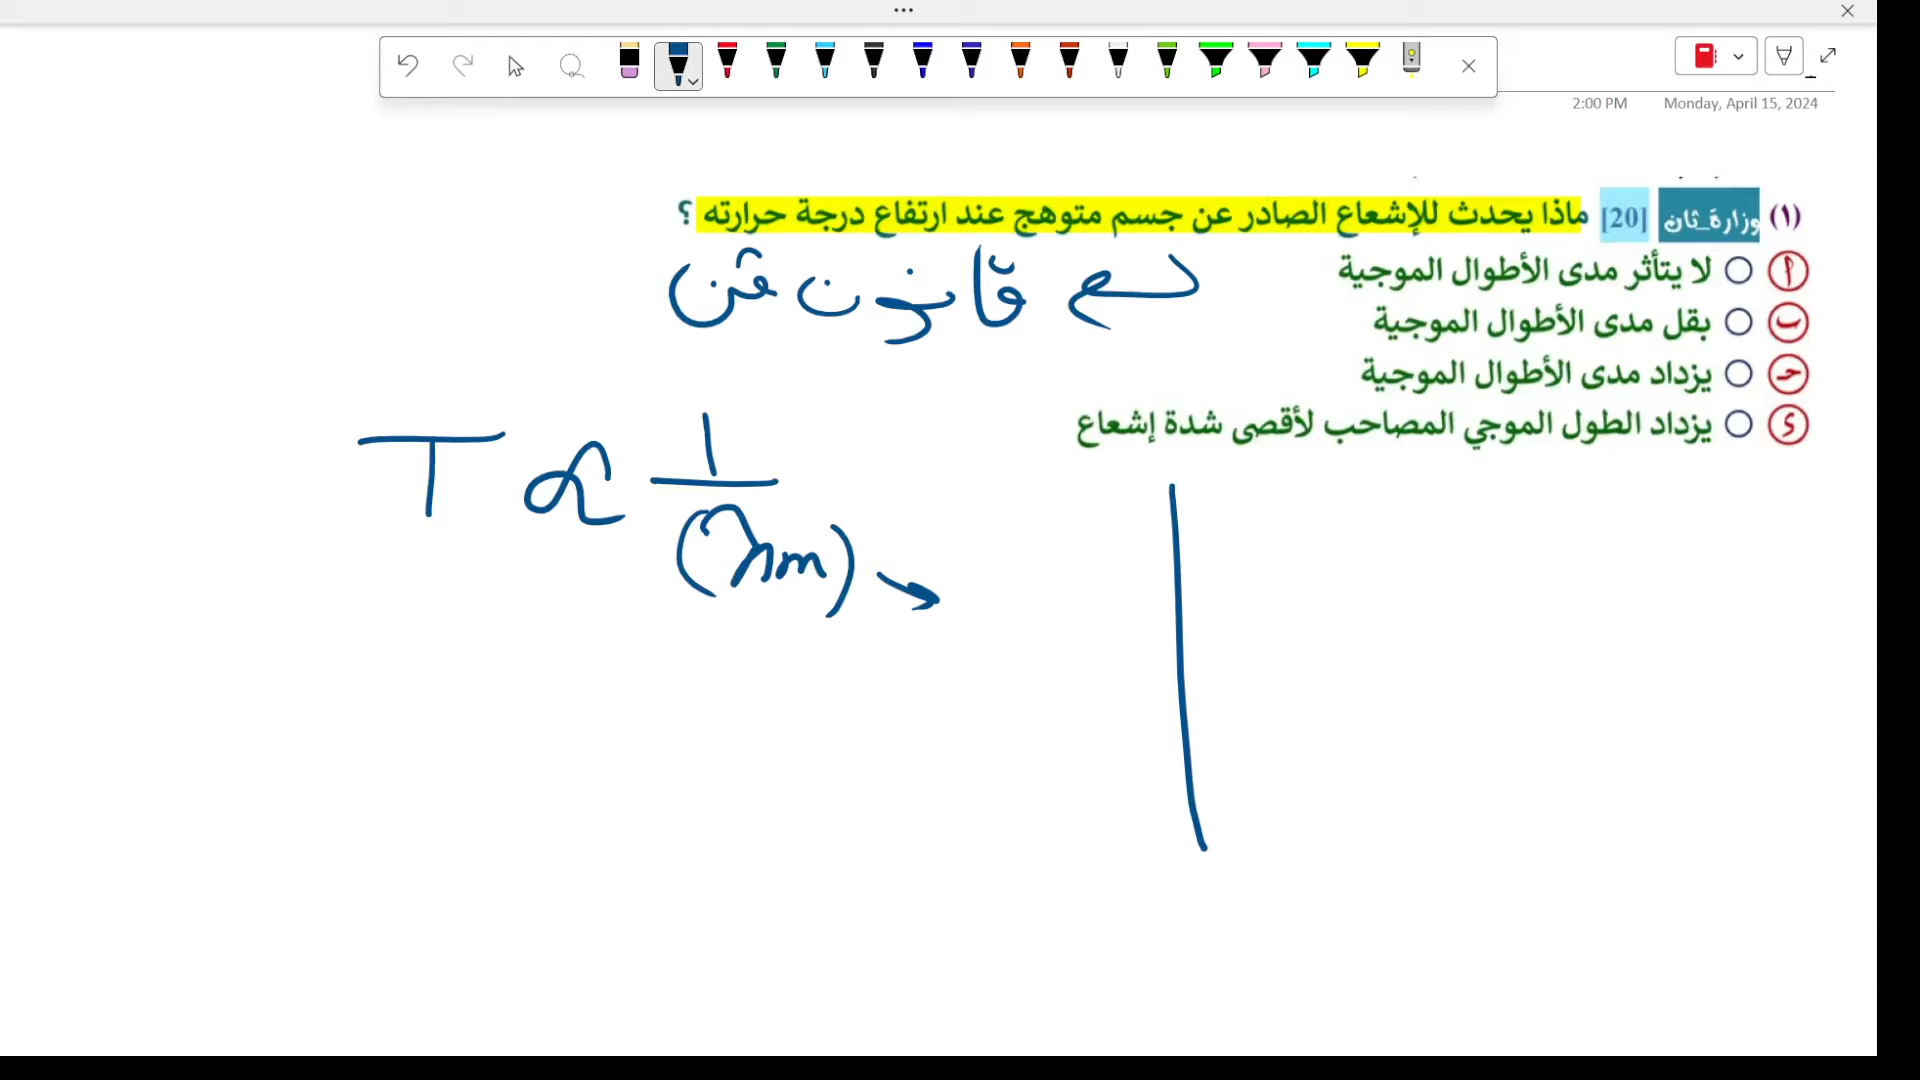 2:00 PM Monday, April 15, 2024
(١) وزارة_ثان [20] ماذا يحدث للإشعاع الصادر عن جسم متوهج عند ارتفاع درجة حرارته ؟
أ لا يتأثر مدى الأطوال الموجية
ب بقل مدى الأطوال الموجية
حـ يزداد مدى الأطوال الموجية
د يزداد الطول الموجي المصاحب لأقصى شدة إشعاع
قانون فين
T ∝ 1/(λm)